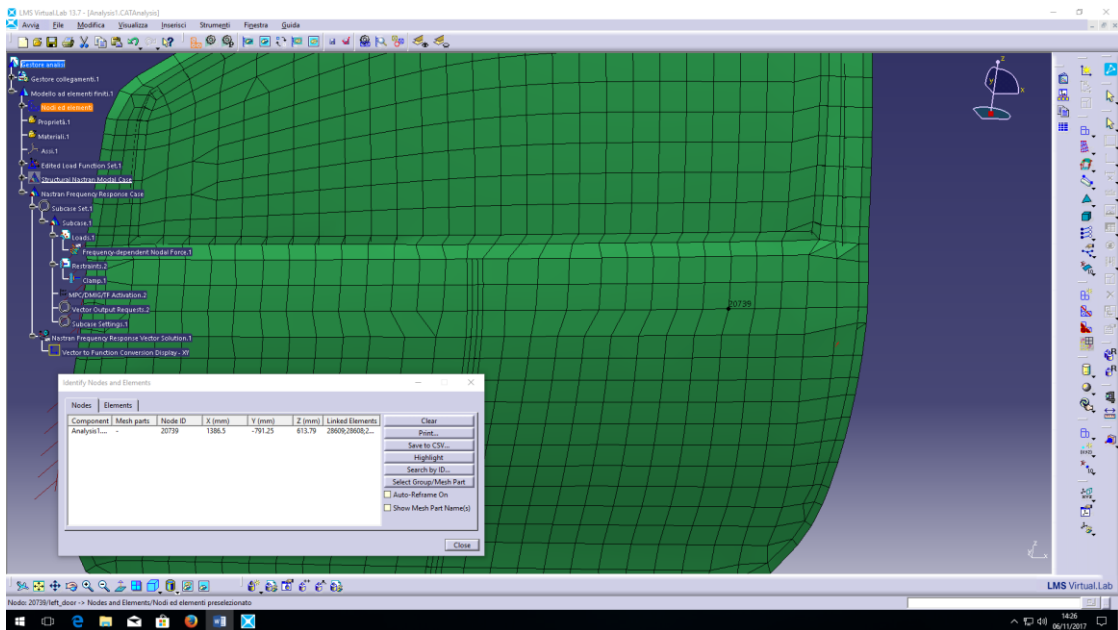 LMS Virtual.Lab 13.7 - [Analysis1.CATAnalysis]
Avvia File Modifica Visualizza Inserisci Strumenti Finestra Guida
Gestore analisi
Gestore collegamenti.1
Modello ad elementi finiti.1
Nodi ed elementi
Proprietà.1
Materiali.1
Assi.1
Edited Load Function Set.1
Structural Nastran Modal Case
Nastran Frequency Response Case
Subcase Set.1
Subcase.1
Loads.1
Frequency-dependent Nodal Force.1
Restraints.2
Clamp.1
MPC/DMIG/TF Activation.2
Vector Output Requests.2
Subcase Settings.1
Nastran Frequency Response Vector Solution.1
Vector to Function Conversion Display - XY
z
y
x
20739
Identify Nodes and Elements
Nodes Elements
Component Mesh parts Node ID X (mm) Y (mm) Z (mm) Linked Elements
Analysis1.... - 20739 1386.5 -791.25 613.79 28609;28608;2...
Clear
Print...
Save to CSV...
Highlight
Search by ID...
Select Group/Mesh Part
Auto-Reframe On
Show Mesh Part Name(s)
Close
LMS Virtual.Lab
Nodo: 20739/left_door -> Nodes and Elements/Nodi ed elementi preselezionato
14:26
06/11/2017